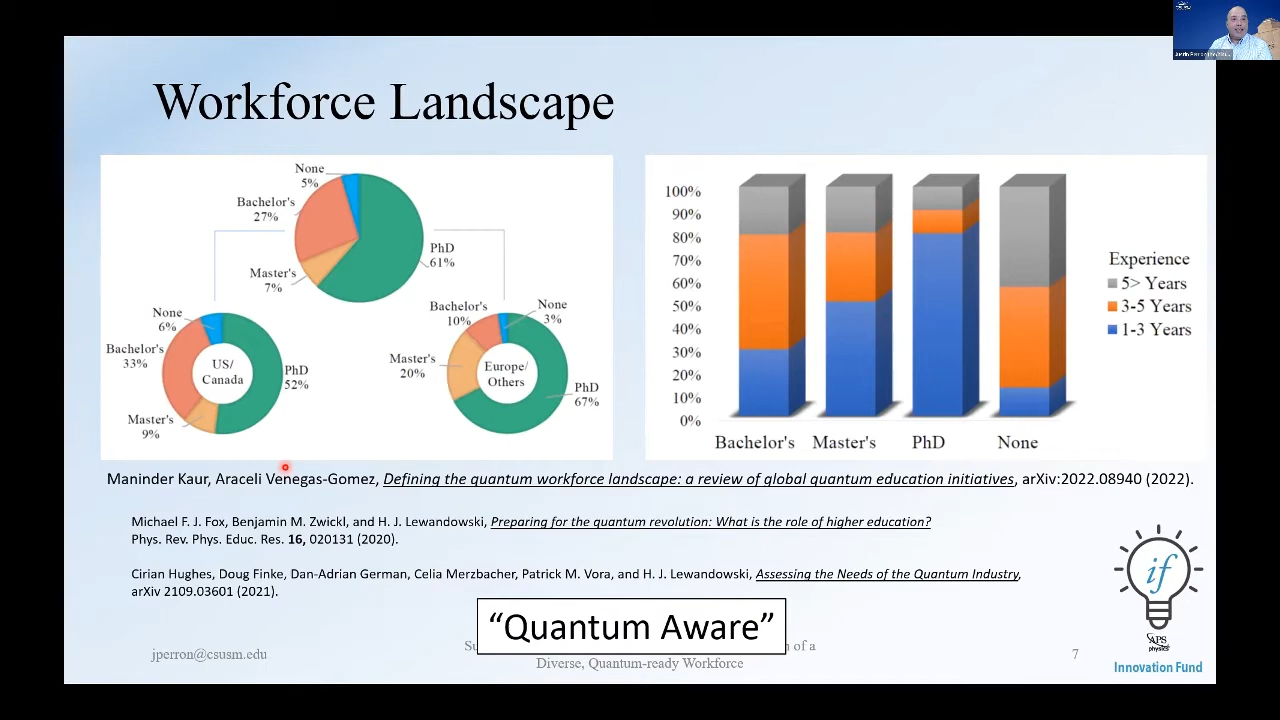 Workforce Landscape
None
5%
Bachelor's
27%
PhD
61%
Master's
7%
None
6%
Bachelor's
33%
US/
Canada
PhD
52%
Master's
9%
Bachelor's
10%
None
3%
Master's
20%
Europe/
Others
PhD
67%
100%
90%
80%
70%
60%
50%
40%
30%
20%
10%
0%
Bachelor's Master's PhD None
Experience
5> Years
3-5 Years
1-3 Years
Maninder Kaur, Araceli Venegas-Gomez, Defining the quantum workforce landscape: a review of global quantum education initiatives, arXiv:2022.08940 (2022).
Michael F. J. Fox, Benjamin M. Zwickl, and H. J. Lewandowski, Preparing for the quantum revolution: What is the role of higher education?
Phys. Rev. Phys. Educ. Res. 16, 020131 (2020).
Cirian Hughes, Doug Finke, Dan-Adrian German, Celia Merzbacher, Patrick M. Vora, and H. J. Lewandowski, Assessing the Needs of the Quantum Industry,
arXiv 2109.03601 (2021).
“Quantum Aware”
jperron@csusm.edu
of a
Diverse, Quantum-ready Workforce
7
if
APS
physics
Innovation Fund